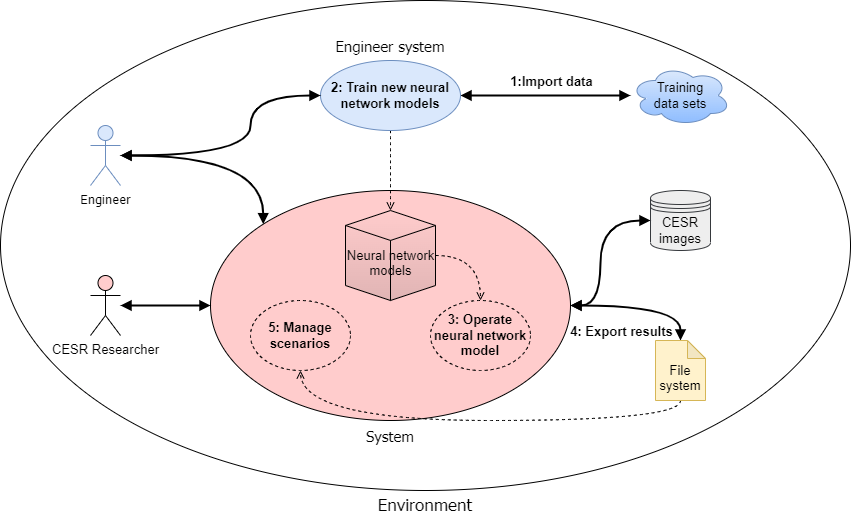 Engineer system
2: Train new neural
network models
1:Import data
Training
data sets
Engineer
CESR
images
Neural network
models
5: Manage
scenarios
3: Operate
neural network
model
4: Export results
CESR Researcher
File
system
System
Environment